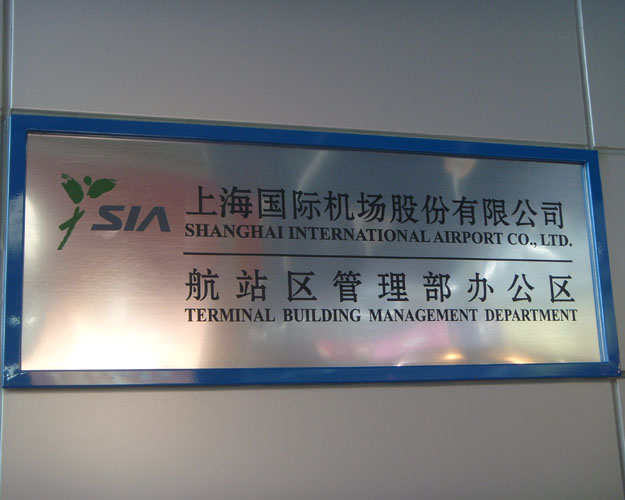 SIA
上海国际机场股份有限公司
SHANGHAI INTERNATIONAL AIRPORT CO., LTD.
航站区管理部办公区
TERMINAL BUILDING MANAGEMENT DEPARTMENT